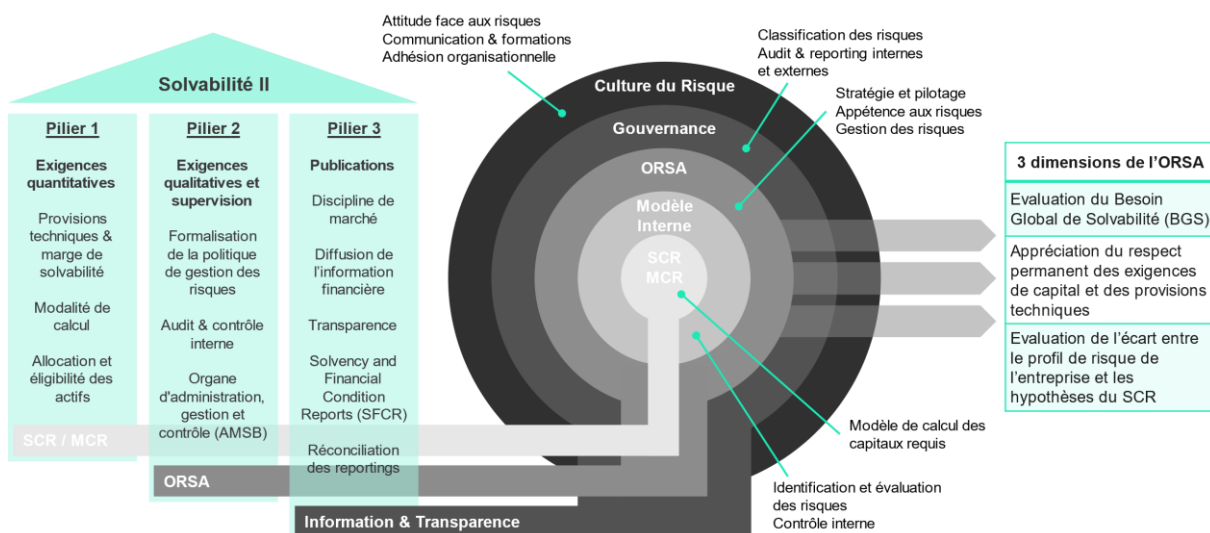 Solvabilité II
Pilier 1
Exigences
quantitatives
Provisions
techniques &
marge de
solvabilité
Modalité de
calcul
Allocation et
éligibilité des
actifs
SCR / MCR
Pilier 2
Exigences
qualitatives et
supervision
Formalisation
de la politique
de gestion des
risques
Audit & contrôle
interne
Organe
d'administration,
gestion et
contrôle (AMSB)
ORSA
Pilier 3
Publications
Discipline de
marché
Diffusion de
l'information
financière
Transparence
Solvency and
Financial
Condition
Reports (SFCR)
Réconciliation
des reportings
Information & Transparence
Attitude face aux risques
Communication & formations
Adhésion organisationnelle
Classification des risques
Audit & reporting internes
et externes
Stratégie et pilotage
Appétence aux risques
Gestion des risques
Culture du Risque
Gouvernance
ORSA
Modèle
Interne
SCR
MCR
Modèle de calcul des
capitaux requis
Identification et évaluation
des risques
Contrôle interne
3 dimensions de l'ORSA
Evaluation du Besoin
Global de Solvabilité (BGS)
Appréciation du respect
permanent des exigences
de capital et des provisions
techniques
Evaluation de l'écart entre
le profil de risque de
l'entreprise et les
hypothèses du SCR